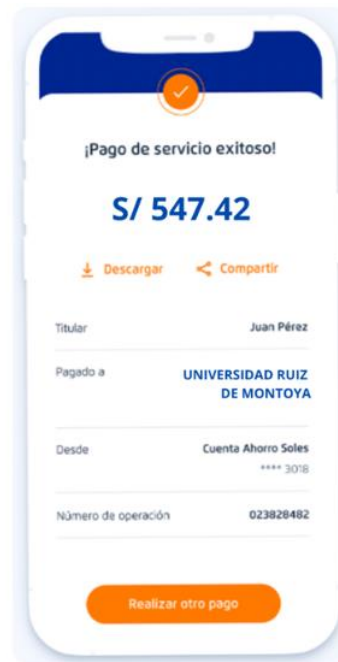 ¡Pago de servicio exitoso!
S/ 547.42
Descargar Compartir
Titular Juan Pérez
Pagado a UNIVERSIDAD RUIZ
DE MONTOYA
Desde Cuenta Ahorro Soles
**** 3018
Número de operación 023828482
Realizar otro pago